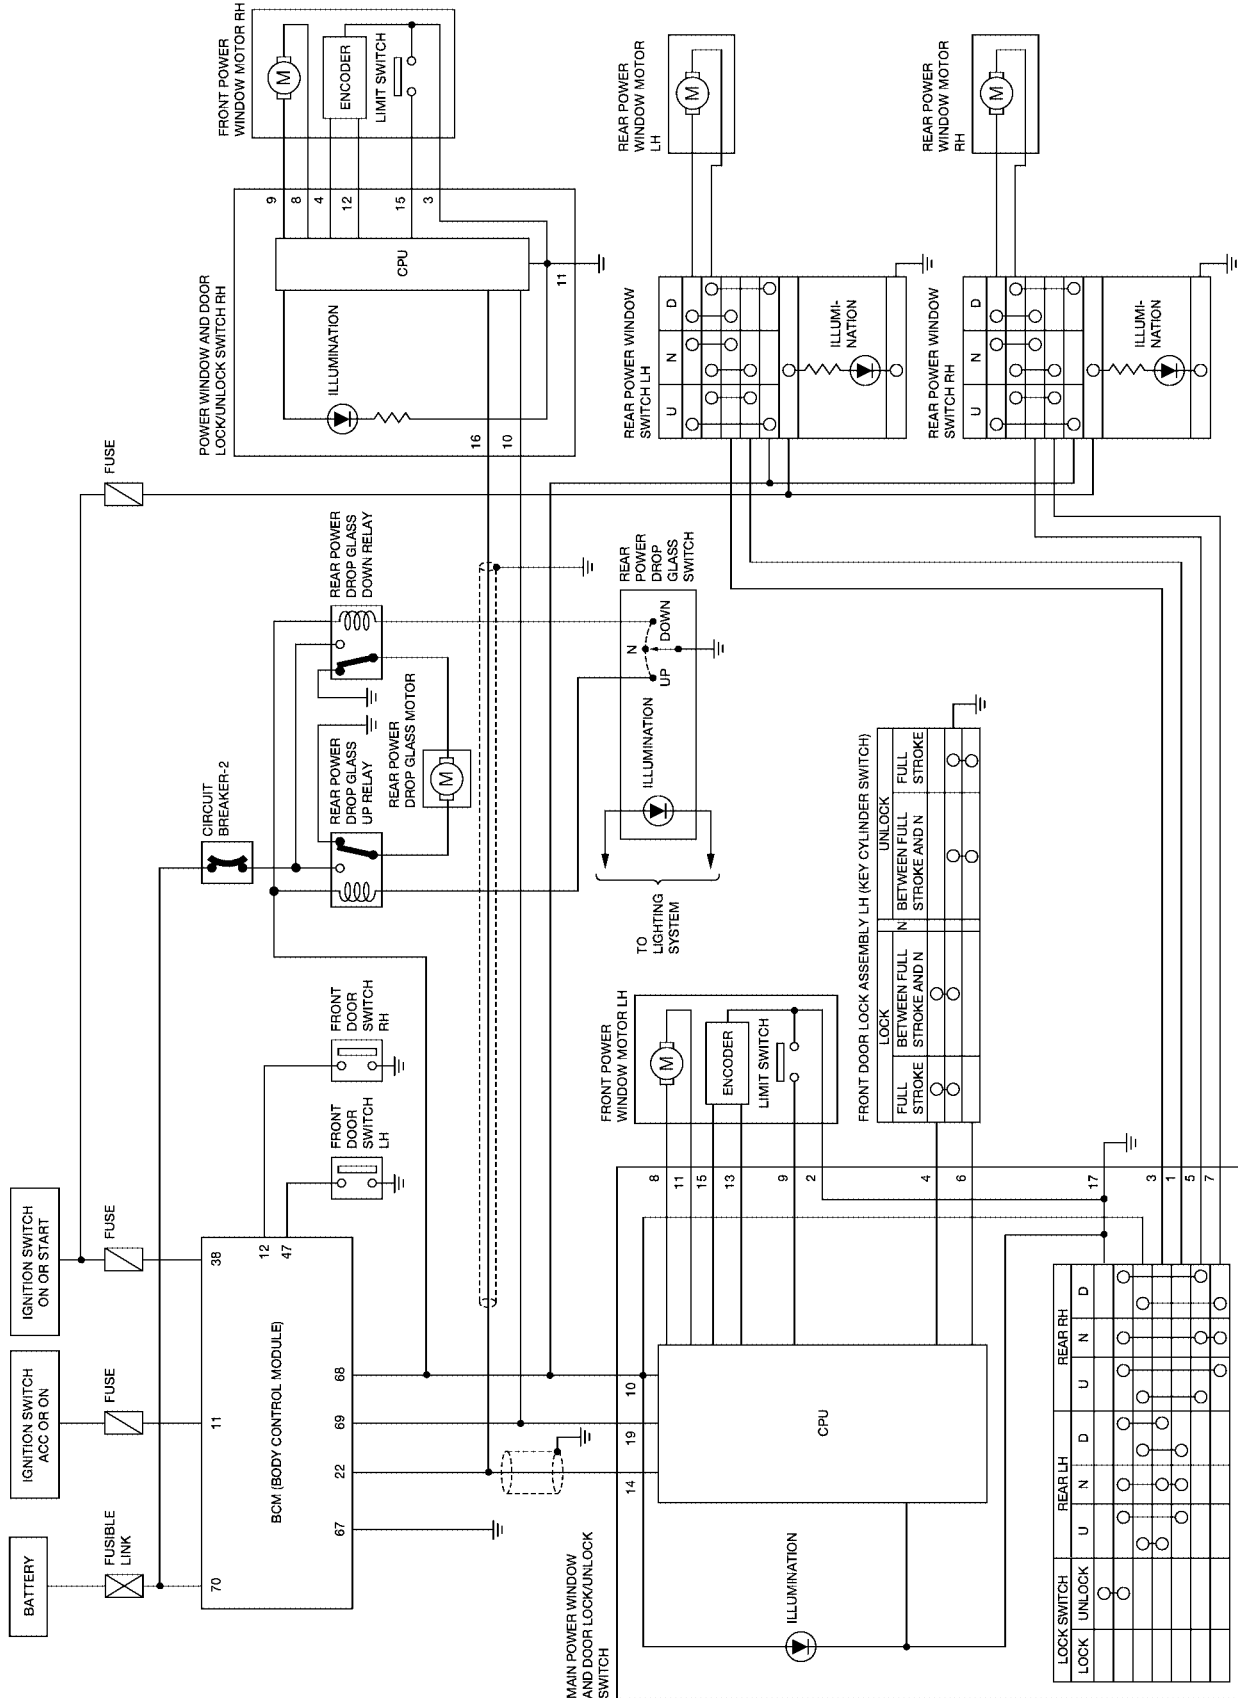 BATTERY
FUSIBLE
LINK
IGNITION SWITCH
ACC OR ON
FUSE
IGNITION SWITCH
ON OR START
FUSE
FUSE
70
11
38
12
47
BCM (BODY CONTROL MODULE)
67
22
69
68
FRONT
DOOR
SWITCH
LH
FRONT
DOOR
SWITCH
RH
CIRCUIT
BREAKER-2
REAR POWER
DROP GLASS
UP RELAY
REAR POWER
DROP GLASS
DOWN RELAY
REAR POWER
DROP GLASS MOTOR
M
POWER WINDOW AND DOOR
LOCK/UNLOCK SWITCH RH
ILLUMINATION
CPU
16
10
9
8
4
12
15
3
11
FRONT POWER
WINDOW MOTOR RH
M
ENCODER
LIMIT SWITCH
TO
LIGHTING
SYSTEM
ILLUMINATION
UP
N
DOWN
REAR
POWER
DROP
GLASS
SWITCH
REAR POWER WINDOW
SWITCH LH
U
N
D
ILLUMI-
NATION
REAR POWER
WINDOW MOTOR
LH
M
REAR POWER WINDOW
SWITCH RH
U
N
D
ILLUMI-
NATION
REAR POWER
WINDOW MOTOR
RH
M
MAIN POWER WINDOW
AND DOOR LOCK/UNLOCK
SWITCH
ILLUMINATION
14
19
10
CPU
8
11
15
13
9
2
4
6
17
3
1
5
7
FRONT POWER
WINDOW MOTOR LH
M
ENCODER
LIMIT SWITCH
FRONT DOOR LOCK ASSEMBLY LH (KEY CYLINDER SWITCH)
LOCK
N
UNLOCK
FULL
STROKE
BETWEEN FULL
STROKE AND N
BETWEEN FULL
STROKE AND N
FULL
STROKE
LOCK SWITCH
REAR LH
REAR RH
LOCK
UNLOCK
U
N
D
U
N
D